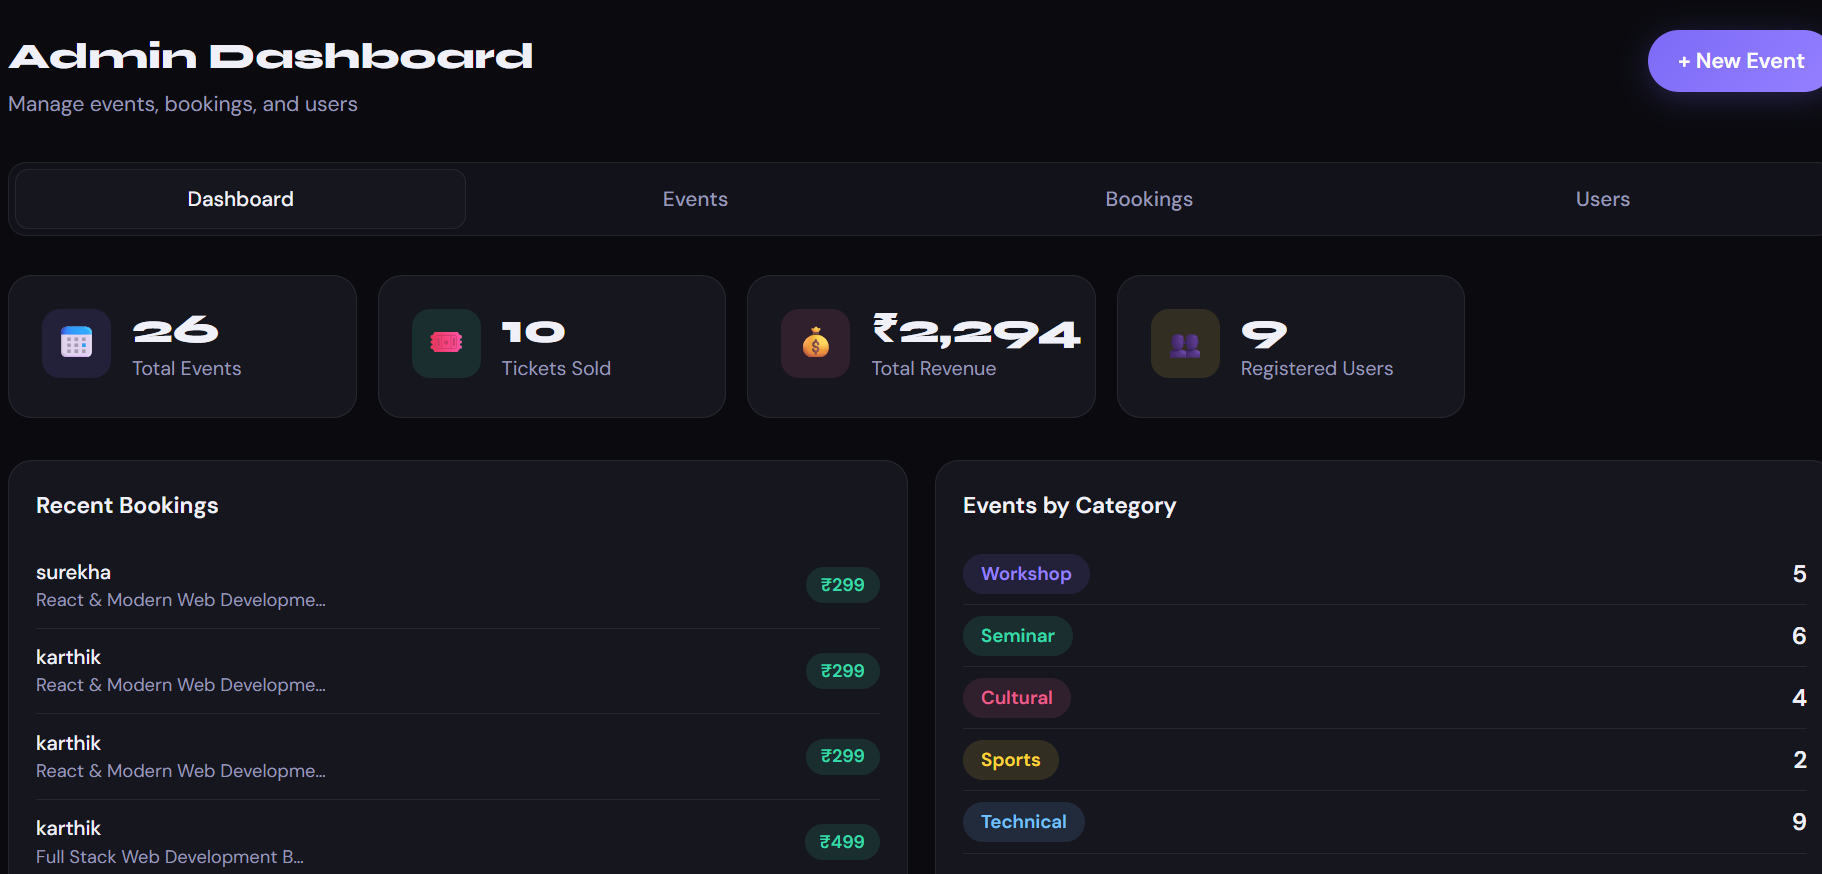 Admin Dashboard
+ New Event
Manage events, bookings, and users
Dashboard
Events
Bookings
Users
26
Total Events
10
Tickets Sold
₹2,294
Total Revenue
9
Registered Users
Recent Bookings
surekha
React & Modern Web Developme...
₹299
karthik
React & Modern Web Developme...
₹299
karthik
React & Modern Web Developme...
₹299
karthik
Full Stack Web Development B...
₹499
Events by Category
Workshop 5
Seminar 6
Cultural 4
Sports 2
Technical 9